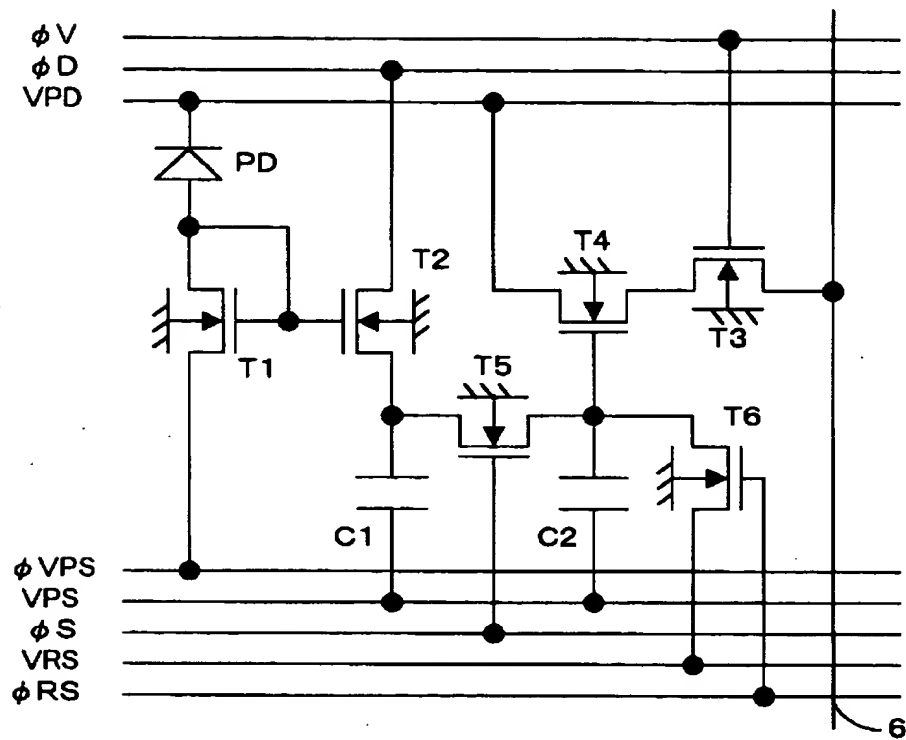 ϕV
ϕD
VPD
PD
T4
T2
T3
T1
T5
T6
C1
C2
ϕVPS
VPS
ϕS
VRS
ϕRS
6